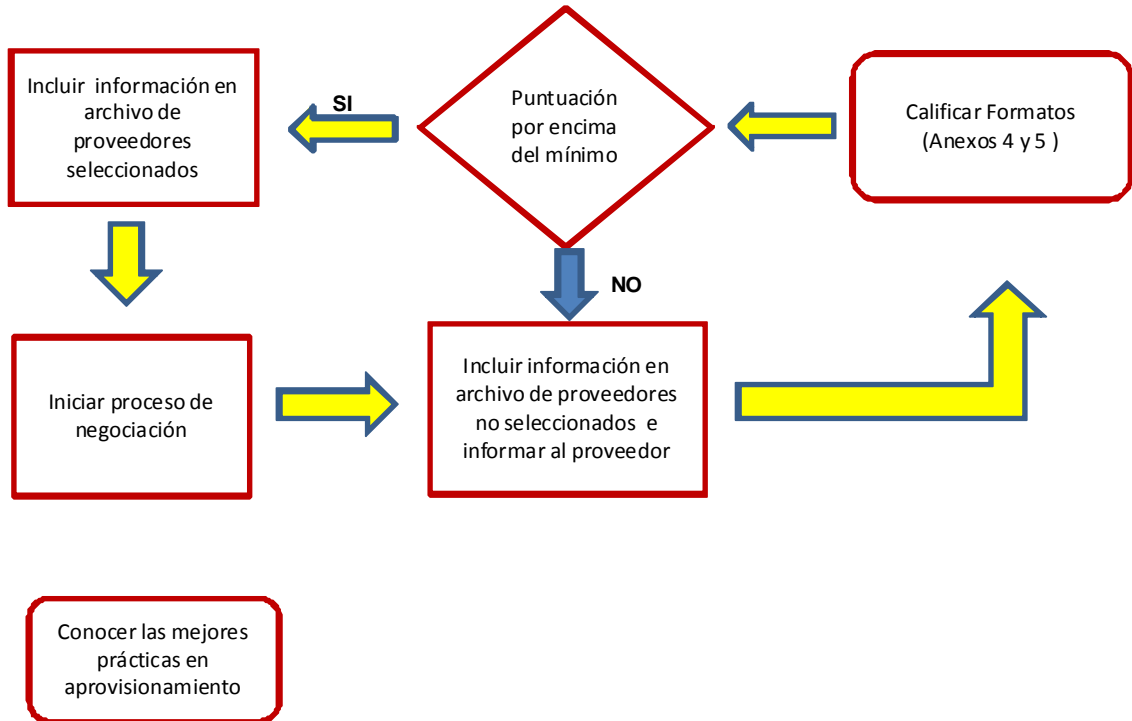 Incluir información en
archivo de
proveedores
seleccionados
SI
Puntuación
por encima
del mínimo
Calificar Formatos
(Anexos 4 y 5 )
NO
Iniciar proceso de
negociación
Incluir información en
archivo de proveedores
no seleccionados e
informar al proveedor
Conocer las mejores
prácticas en
aprovisionamiento